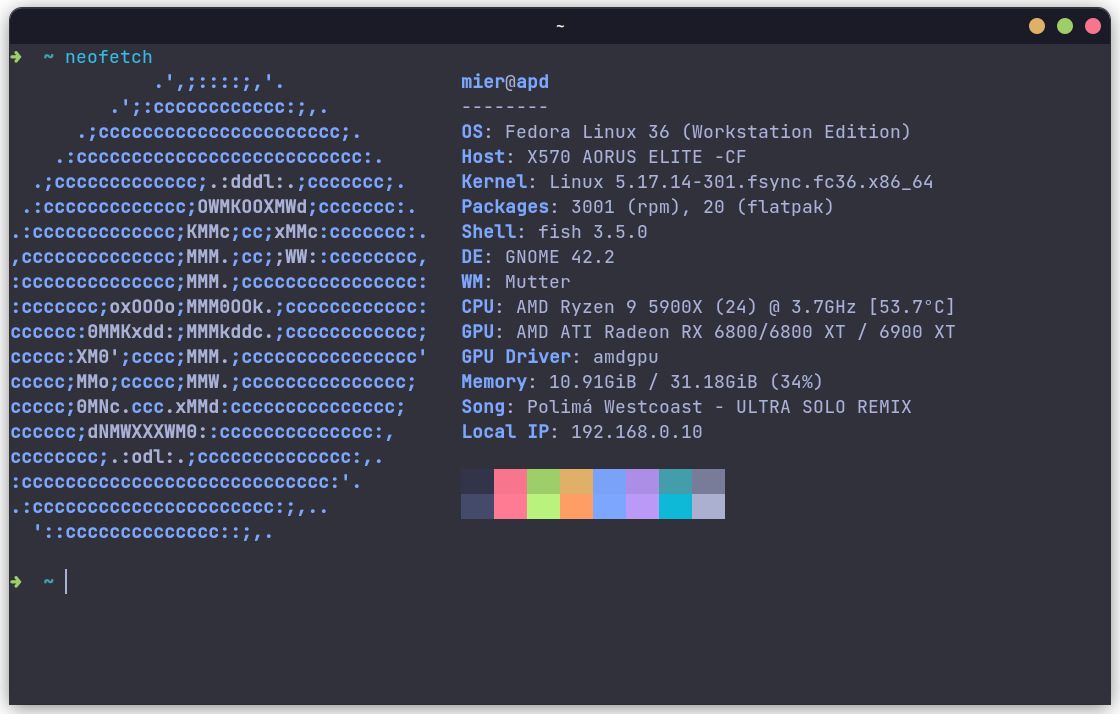 ~
➜  ~ neofetch
             .',;::::;,'.                mier@apd
         .';:cccccccccccc:;,.            --------
      .;cccccccccccccccccccccc;.         OS: Fedora Linux 36 (Workstation Edition)
    .:cccccccccccccccccccccccccc:.       Host: X570 AORUS ELITE -CF
  .;ccccccccccccc;.:dddl:.;ccccccc;.     Kernel: Linux 5.17.14-301.fsync.fc36.x86_64
 .:ccccccccccccc;OWMKOOXMWd;ccccccc:.    Packages: 3001 (rpm), 20 (flatpak)
.:ccccccccccccc;KMMc;cc;xMMc:ccccccc:.   Shell: fish 3.5.0
,cccccccccccccc;MMM.;cc;;WW::cccccccc,   DE: GNOME 42.2
:cccccccccccccc;MMM.;cccccccccccccccc:   WM: Mutter
:ccccccc;oxOOOo;MMM0OOk.;cccccccccccc:   CPU: AMD Ryzen 9 5900X (24) @ 3.7GHz [53.7°C]
cccccc:0MMKxdd:;MMMkddc.;cccccccccccc;   GPU: AMD ATI Radeon RX 6800/6800 XT / 6900 XT
ccccc:XM0';cccc;MMM.;cccccccccccccccc'   GPU Driver: amdgpu
ccccc;MMo;ccccc;MMW.;ccccccccccccccc;    Memory: 10.91GiB / 31.18GiB (34%)
ccccc;0MNc.ccc.xMMd:ccccccccccccccc;     Song: Polimá Westcoast - ULTRA SOLO REMIX
cccccc;dNMWXXXWM0::cccccccccccccc:,      Local IP: 192.168.0.10
cccccccc;.:odl:.;cccccccccccccc:,.
:cccccccccccccccccccccccccccc:'.
.:cccccccccccccccccccccc:;,..
  '::cccccccccccccc::;,.
➜  ~